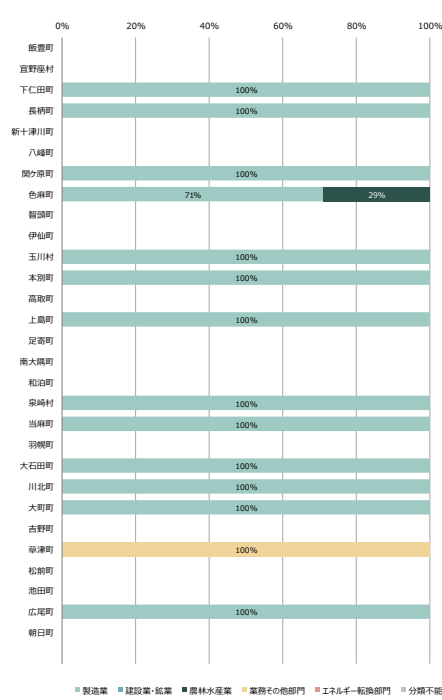 0% 20% 40% 60% 80% 100%
飯豊町
宜野座村
下仁田町 100%
長柄町 100%
新十津川町
八峰町
関ケ原町 100%
色麻町 71% 29%
智頭町
伊仙町
玉川村 100%
本別町 100%
高取町
上島町 100%
足寄町
南大隅町
和泊町
泉崎村 100%
当麻町 100%
羽幌町
大石田町 100%
川北町 100%
大町町 100%
吉野町
草津町 100%
松前町
池田町
広尾町 100%
朝日町
製造業 建設業・鉱業 農林水産業 業務その他部門 エネルギー転換部門 分類不能